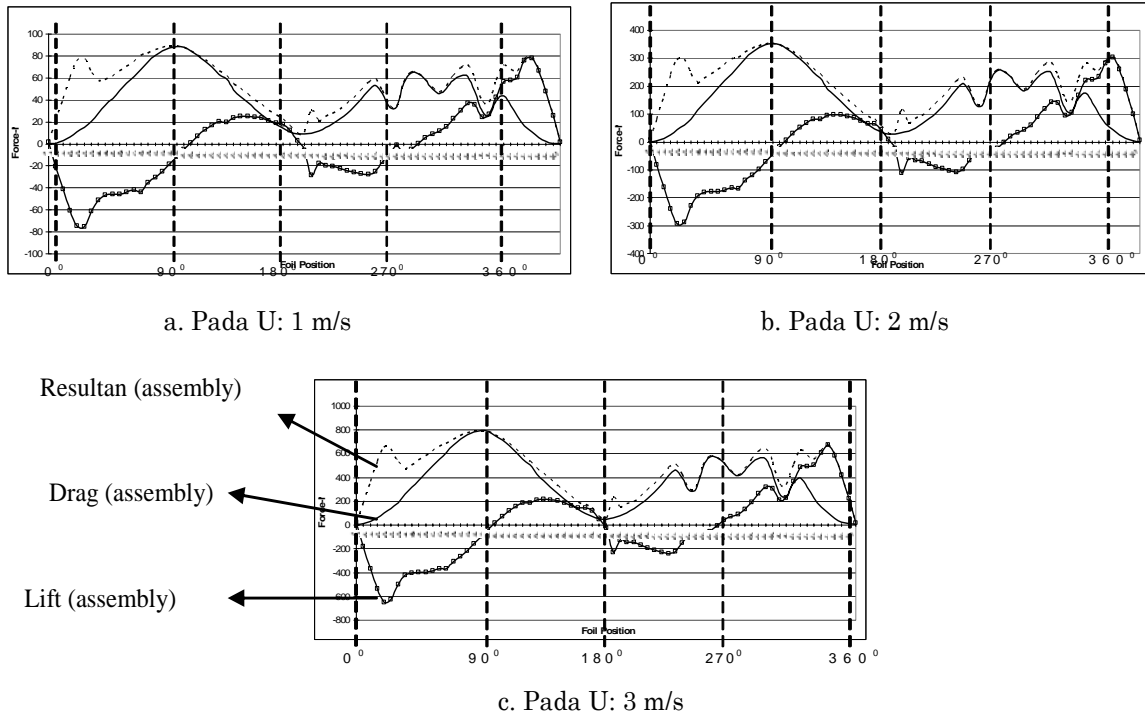 100
80
60
40
20
-20
-40
-60
-80
-100
Force-N
Foil Position
0⁰ 90⁰ 180⁰ 270⁰ 360⁰
a. Pada U: 1 m/s
400
300
200
100
0
-100
-200
-300
-400
Foil Position
0⁰ 90⁰ 180⁰ 270⁰ 360⁰
b. Pada U: 2 m/s
Resultan (assembly)
Drag (assembly)
Lift (assembly)
1000
800
600
400
200
0
-200
-400
-600
-800
Force-N
Foil Position
0⁰ 90⁰ 180⁰ 270⁰ 360⁰
c. Pada U: 3 m/s